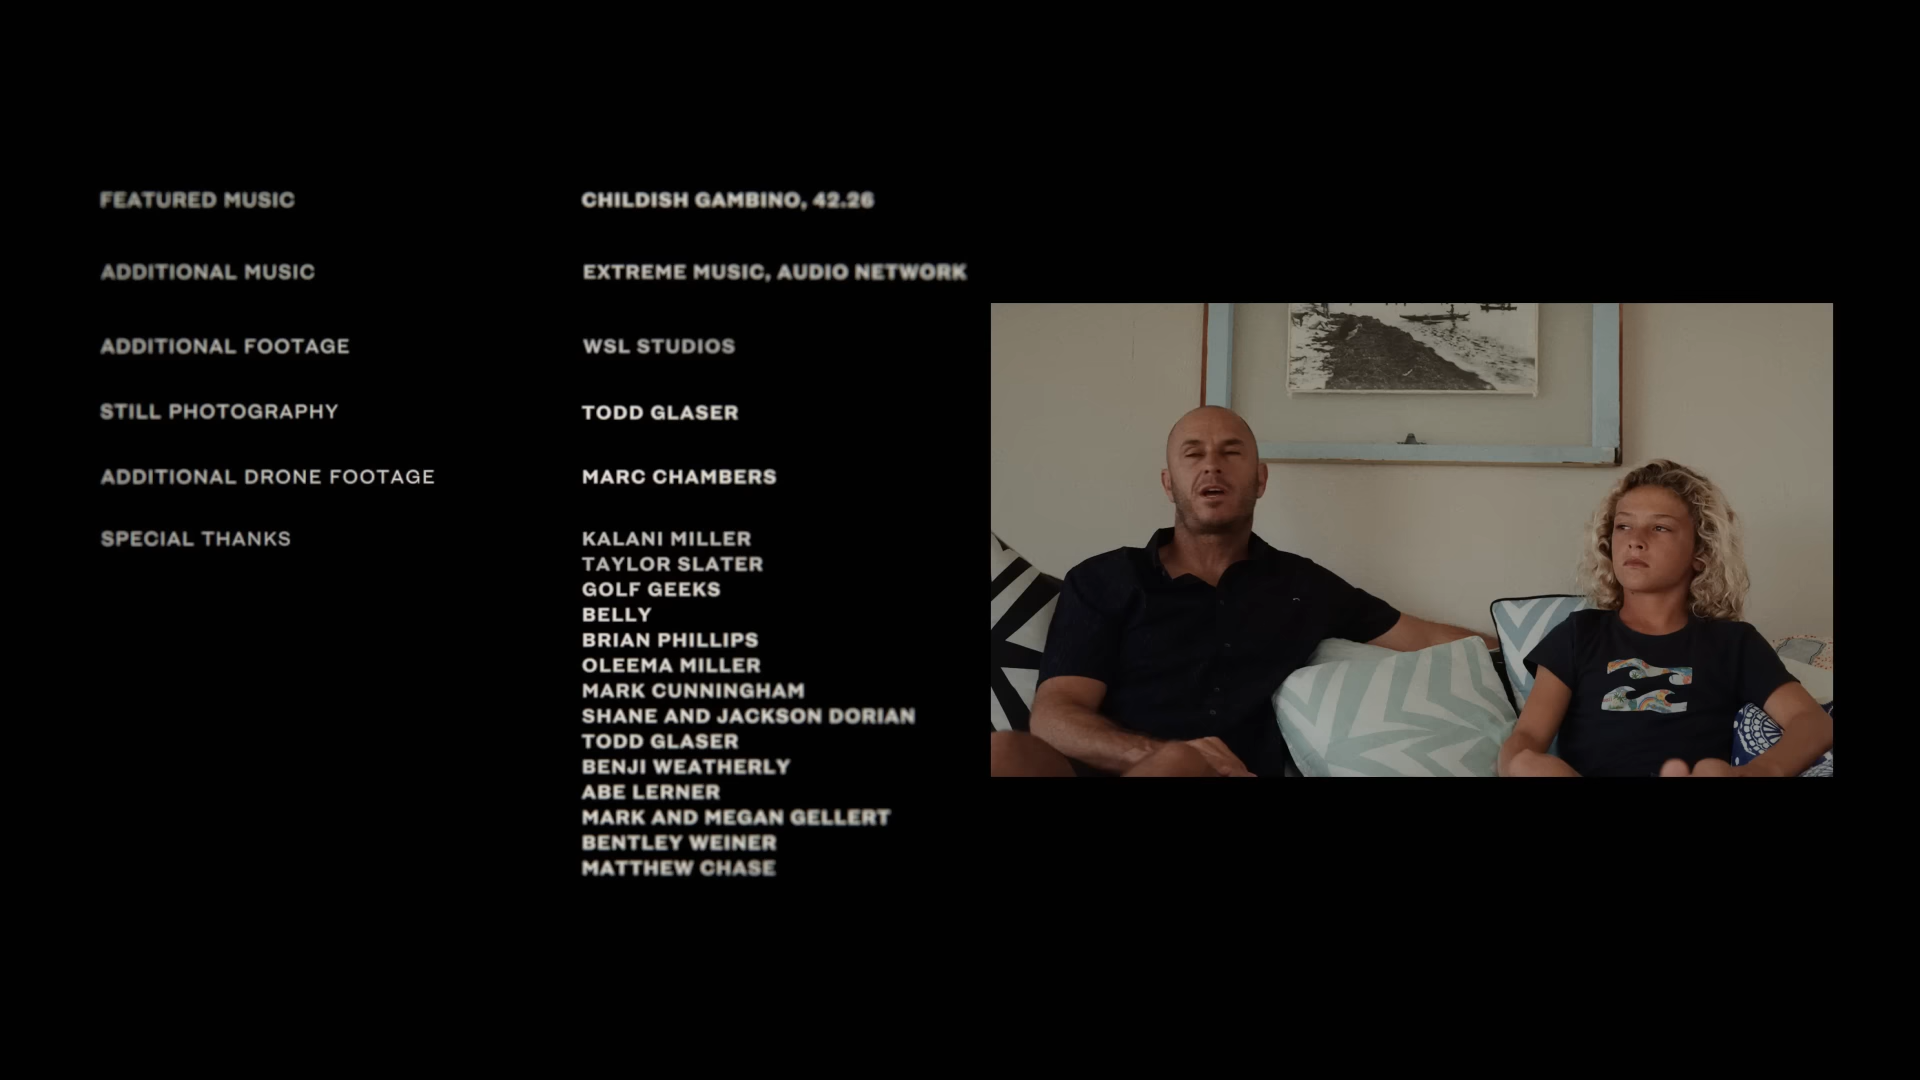 FEATURED MUSIC CHILDISH GAMBINO, 42.26
ADDITIONAL MUSIC EXTREME MUSIC, AUDIO NETWORK
ADDITIONAL FOOTAGE WSL STUDIOS
STILL PHOTOGRAPHY TODD GLASER
ADDITIONAL DRONE FOOTAGE MARC CHAMBERS
SPECIAL THANKS KALANI MILLER
TAYLOR SLATER
GOLF GEEKS
BELLY
BRIAN PHILLIPS
OLEEMA MILLER
MARK CUNNINGHAM
SHANE AND JACKSON DORIAN
TODD GLASER
BENJI WEATHERLY
ABE LERNER
MARK AND MEGAN GELLERT
BENTLEY WEINER
MATTHEW CHASE